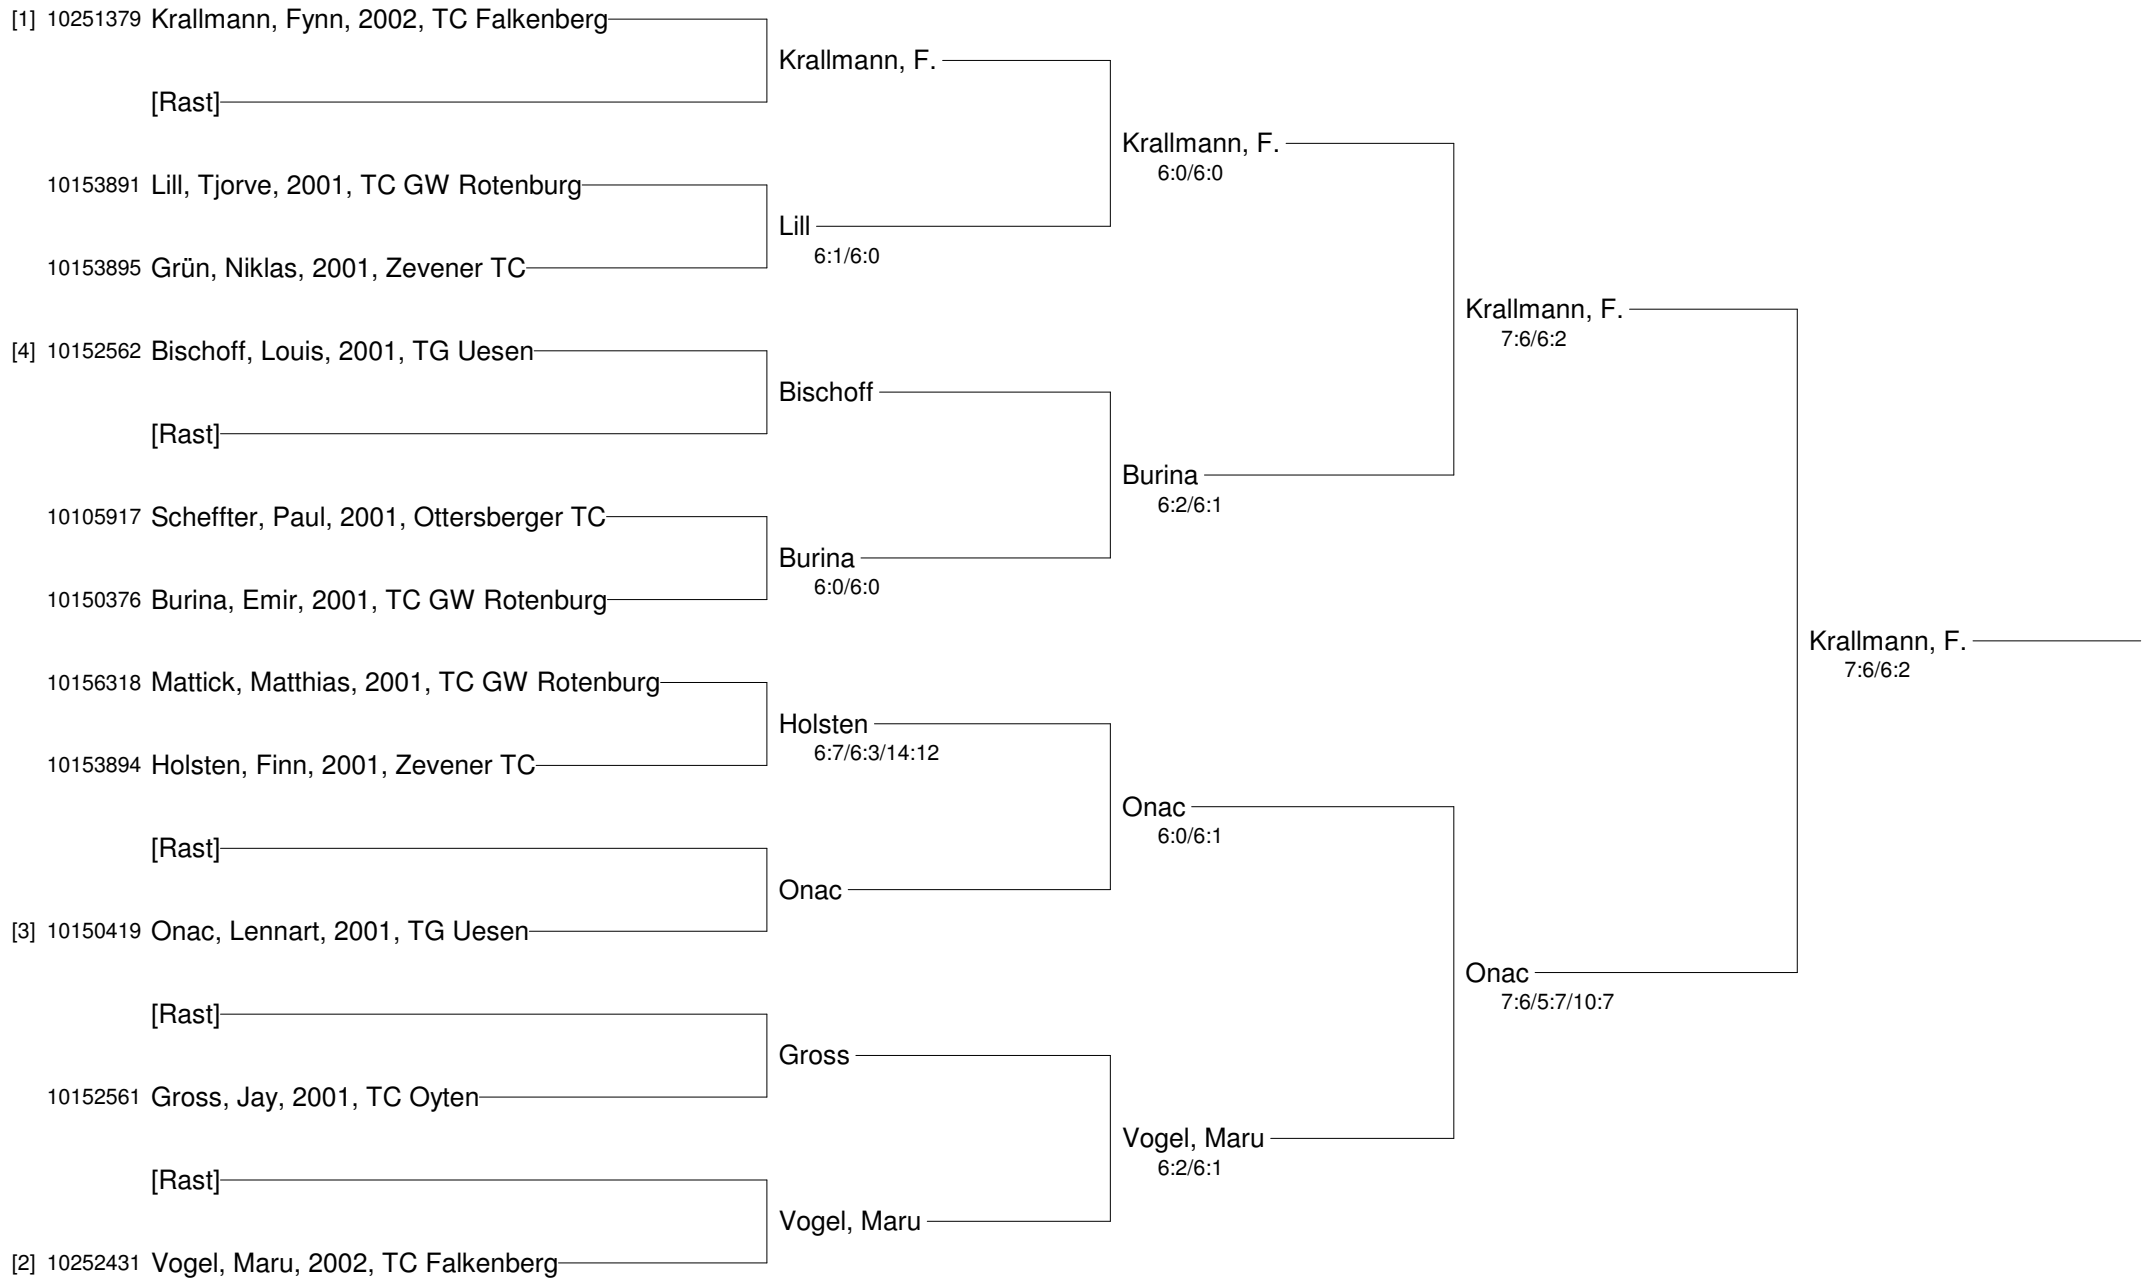 [1] 10251379 Krallmann, Fynn, 2002, TC Falkenberg
Krallmann, F.
[Rast]
Krallmann, F.
6:0/6:0
10153891 Lill, Tjorve, 2001, TC GW Rotenburg
Lill
6:1/6:0
10153895 Grün, Niklas, 2001, Zevener TC
Krallmann, F.
7:6/6:2
[4] 10152562 Bischoff, Louis, 2001, TG Uesen
Bischoff
[Rast]
Burina
6:2/6:1
10105917 Scheffter, Paul, 2001, Ottersberger TC
Burina
6:0/6:0
10150376 Burina, Emir, 2001, TC GW Rotenburg
Krallmann, F.
7:6/6:2
10156318 Mattick, Matthias, 2001, TC GW Rotenburg
Holsten
6:7/6:3/14:12
10153894 Holsten, Finn, 2001, Zevener TC
Onac
6:0/6:1
[Rast]
Onac
[3] 10150419 Onac, Lennart, 2001, TG Uesen
Onac
7:6/5:7/10:7
[Rast]
Gross
10152561 Gross, Jay, 2001, TC Oyten
Vogel, Maru
6:2/6:1
[Rast]
Vogel, Maru
[2] 10252431 Vogel, Maru, 2002, TC Falkenberg